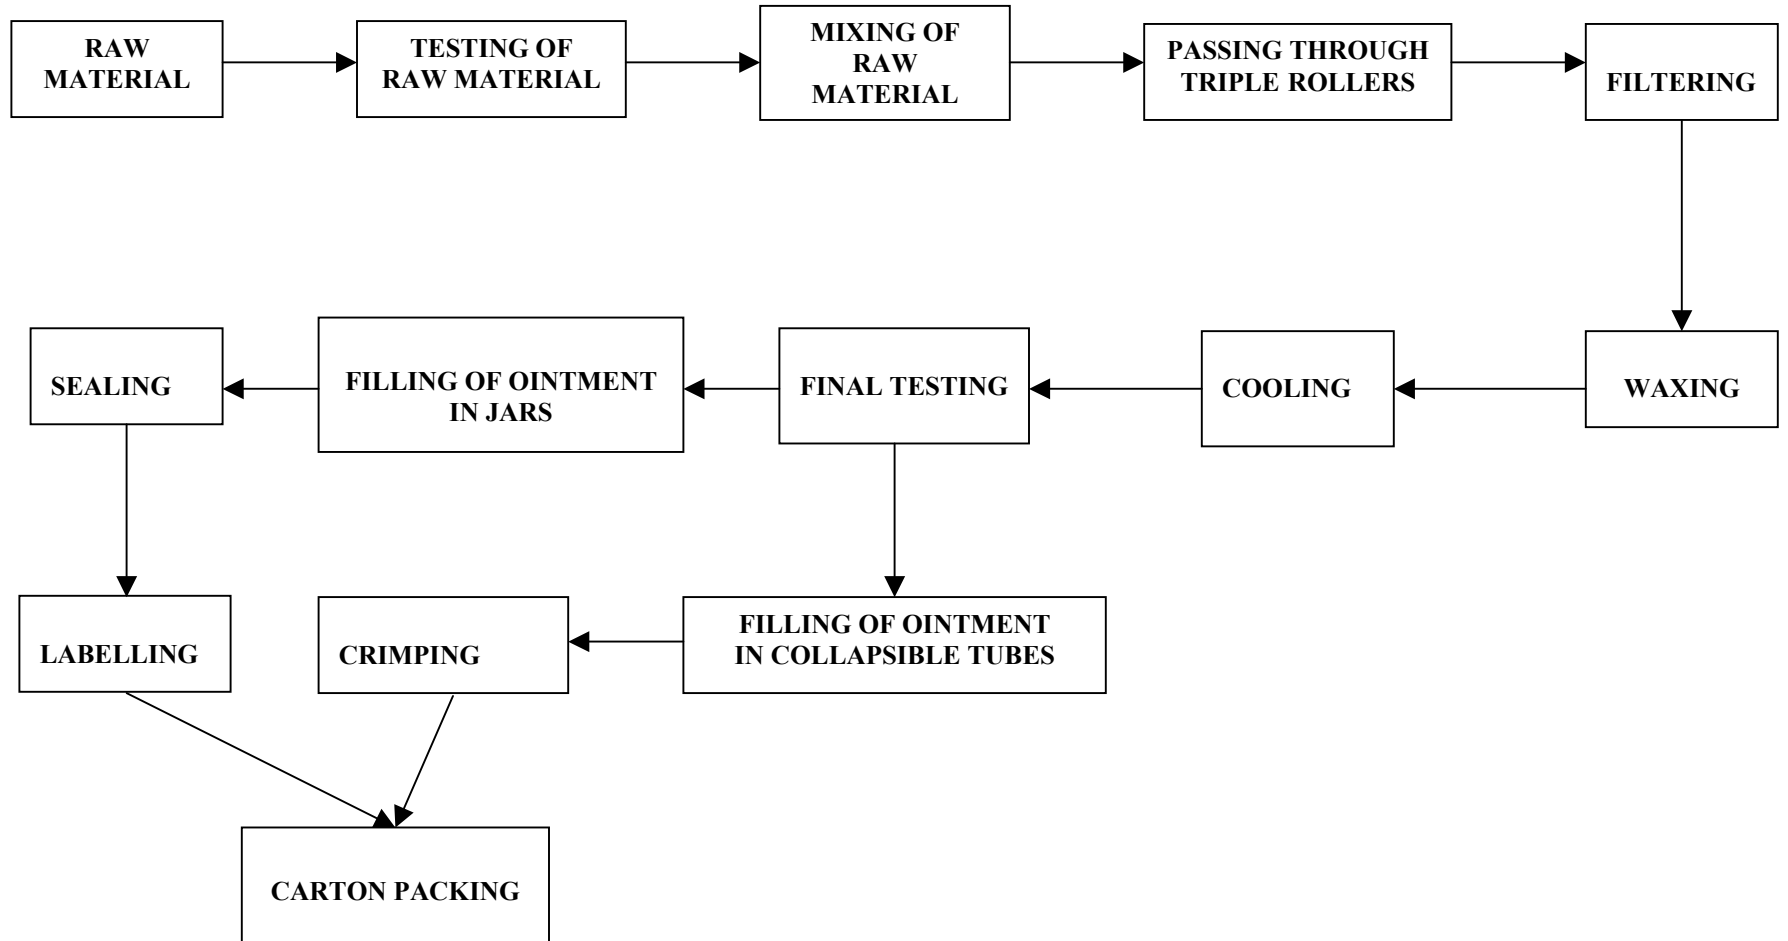 RAW
MATERIAL
TESTING OF
RAW MATERIAL
MIXING OF
RAW
MATERIAL
PASSING THROUGH
TRIPLE ROLLERS
FILTERING
SEALING
FILLING OF OINTMENT
IN JARS
FINAL TESTING
COOLING
WAXING
LABELLING
CRIMPING
FILLING OF OINTMENT
IN COLLAPSIBLE TUBES
CARTON PACKING